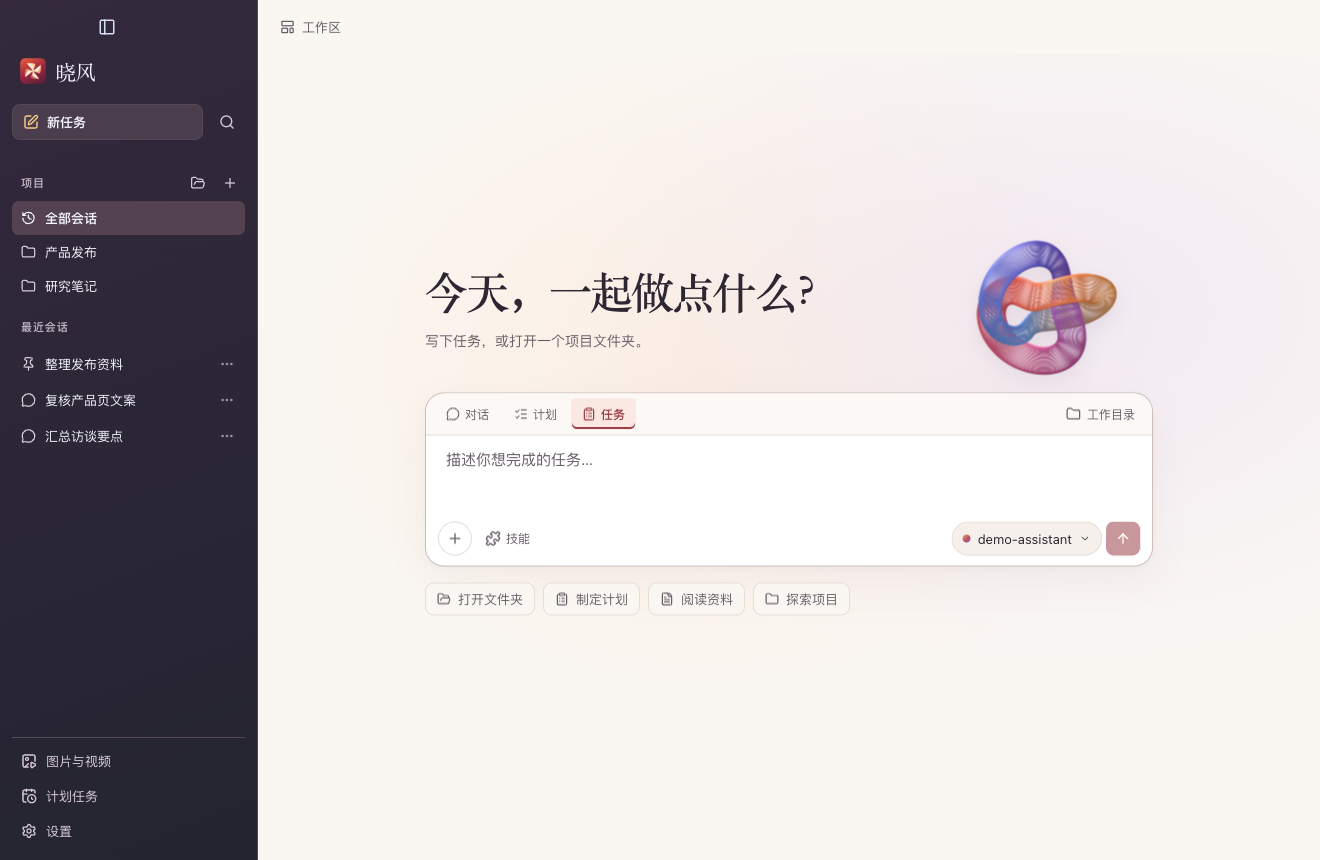 晓风
新任务
项目
全部会话
产品发布
研究笔记
最近会话
整理发布资料
复核产品页文案
汇总访谈要点
图片与视频
计划任务
设置
工作区
今天，一起做点什么?
写下任务，或打开一个项目文件夹。
对话 计划 任务 工作目录
描述你想完成的任务...
技能 demo-assistant
打开文件夹 制定计划 阅读资料 探索项目